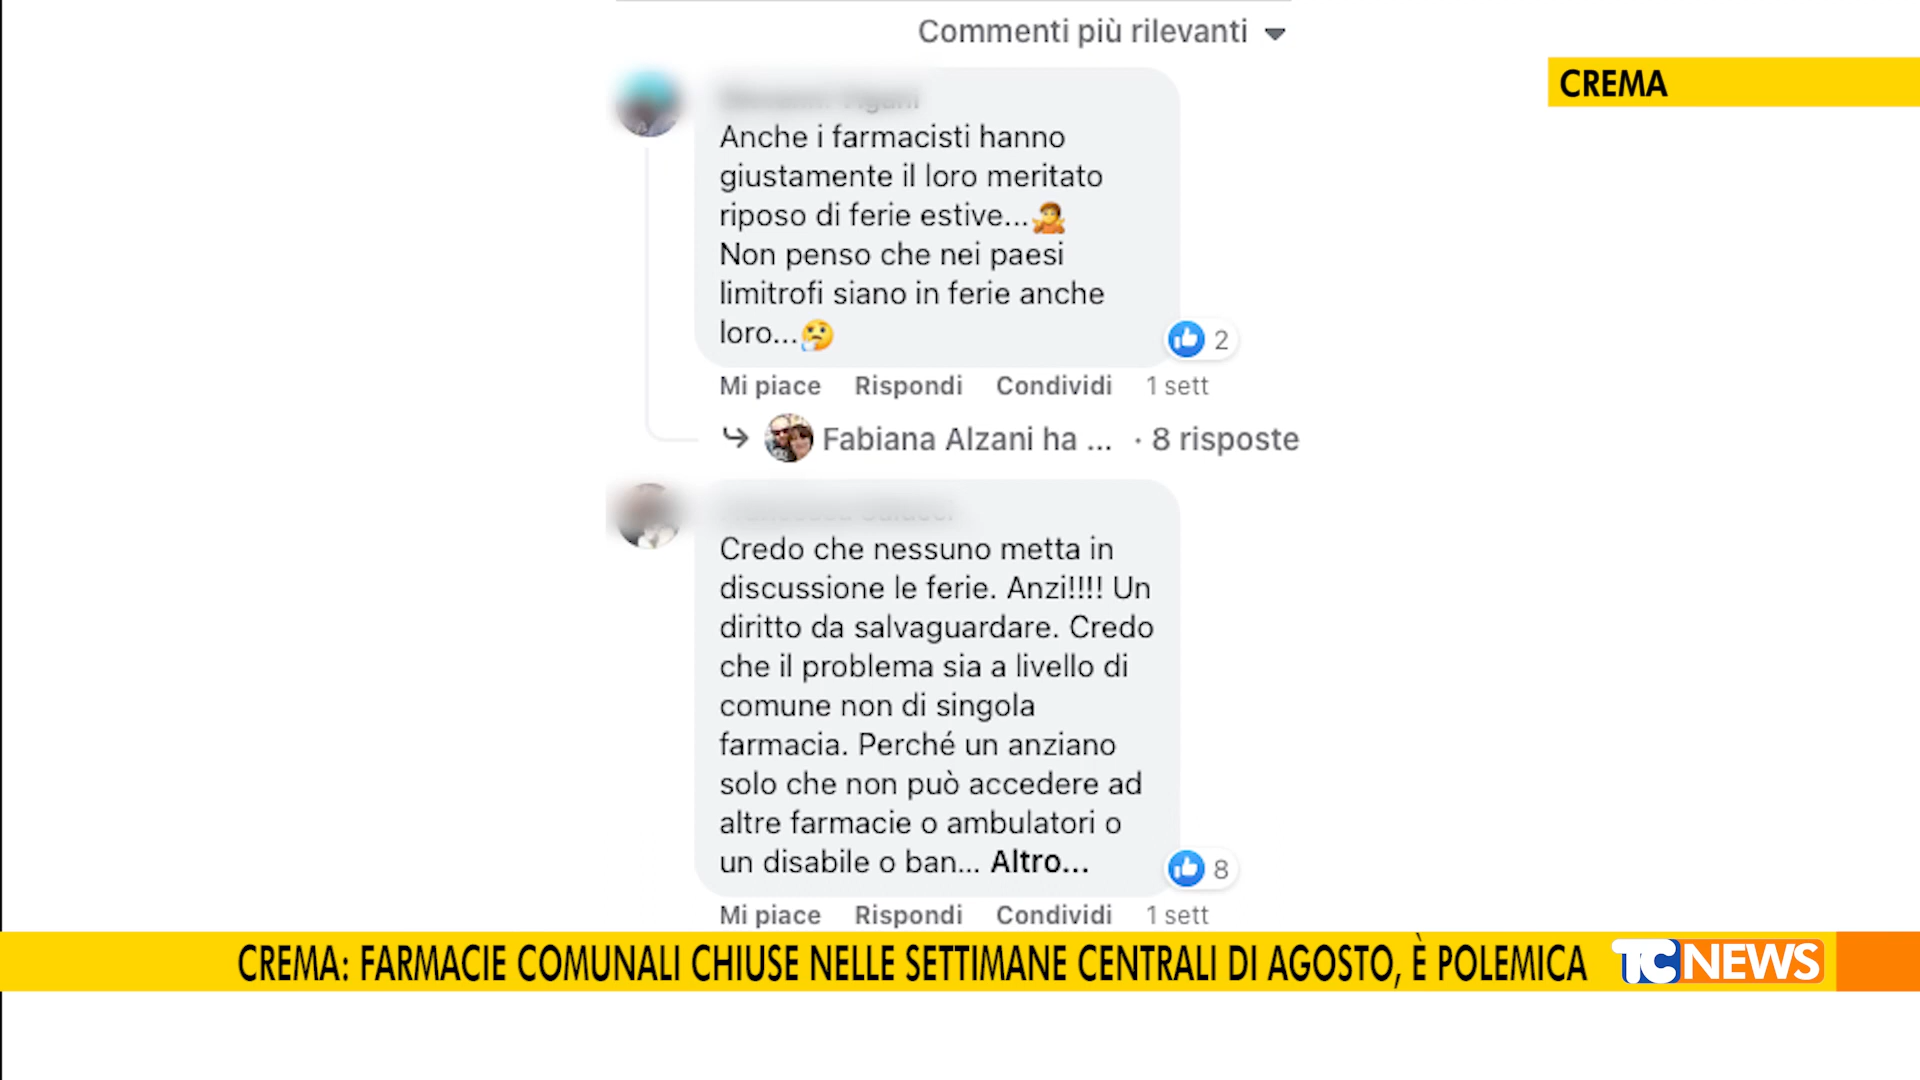 Commenti più rilevanti
CREMA
Anche i farmacisti hanno
giustamente il loro meritato
riposo di ferie estive...🤷
Non penso che nei paesi
limitrofi siano in ferie anche
loro...🤔
2
Mi piace Rispondi Condividi 1 sett
Fabiana Alzani ha ... · 8 risposte
Credo che nessuno metta in
discussione le ferie. Anzi!!!! Un
diritto da salvaguardare. Credo
che il problema sia a livello di
comune non di singola
farmacia. Perché un anziano
solo che non può accedere ad
altre farmacie o ambulatori o
un disabile o ban... Altro...
8
Mi piace Rispondi Condividi 1 sett
CREMA: FARMACIE COMUNALI CHIUSE NELLE SETTIMANE CENTRALI DI AGOSTO, È POLEMICA
TC NEWS